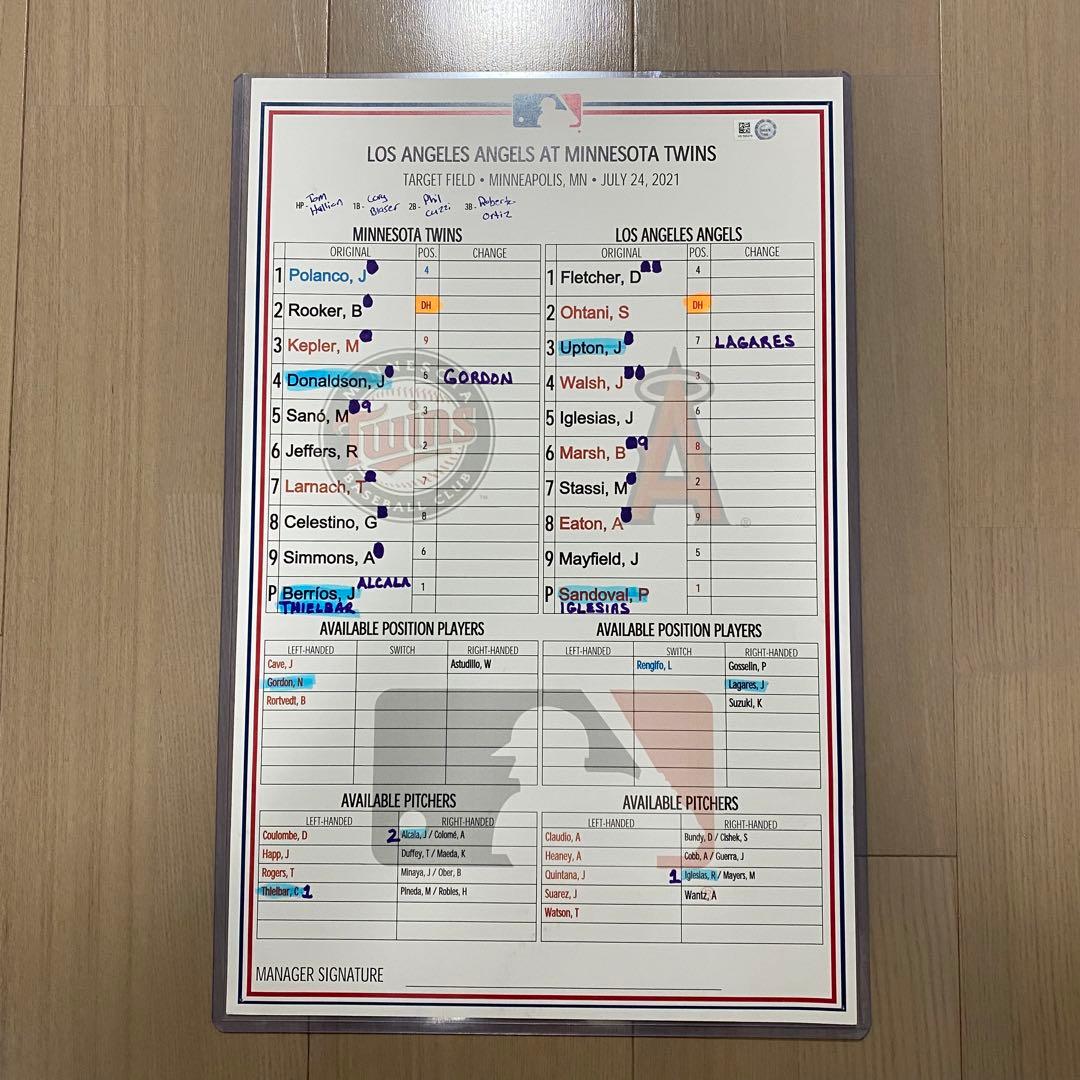 LOS ANGELES ANGELS AT MINNESOTA TWINS
TARGET FIELD • MINNEAPOLIS, MN • JULY 24, 2021
HP- Tom Hallion 1B- Cory Blaser 2B- Phil Cuzzi 3B- Roberto Ortiz
MINNESOTA TWINS
ORIGINAL POS. CHANGE
1 Polanco, J 4
2 Rooker, B DH
3 Kepler, M 9
4 Donaldson, J 5 GORDON
5 Sanó, M 9 3
6 Jeffers, R 2
7 Larnach, T 7
8 Celestino, G 8
9 Simmons, A 6
P Berríos, J ALCALA 1
THIELBAR
LOS ANGELES ANGELS
ORIGINAL POS. CHANGE
1 Fletcher, D 4
2 Ohtani, S DH
3 Upton, J 7 LAGARES
4 Walsh, J 3
5 Iglesias, J 6
6 Marsh, B 9 8
7 Stassi, M 2
8 Eaton, A 9
9 Mayfield, J 5
P Sandoval, P 1
IGLESIAS
MINNESOTA
Twins
BASEBALL CLUB
A
AVAILABLE POSITION PLAYERS
LEFT-HANDED SWITCH RIGHT-HANDED
Cave, J Astudillo, W
Gordon, N
Rortvedt, B
AVAILABLE POSITION PLAYERS
LEFT-HANDED SWITCH RIGHT-HANDED
Rengifo, L Gosselin, P
Lagares, J
Suzuki, K
AVAILABLE PITCHERS
LEFT-HANDED RIGHT-HANDED
Coulombe, D 2 Alcala, J / Colomé, A
Happ, J Duffey, T / Maeda, K
Rogers, T Minaya, J / Ober, B
Thielbar, C 1 Pineda, M / Robles, H
AVAILABLE PITCHERS
LEFT-HANDED RIGHT-HANDED
Claudio, A Bundy, D / Cishek, S
Heaney, A Cobb, A / Guerra, J
Quintana, J 1 Iglesias, R / Mayers, M
Suarez, J Wantz, A
Watson, T
MANAGER SIGNATURE